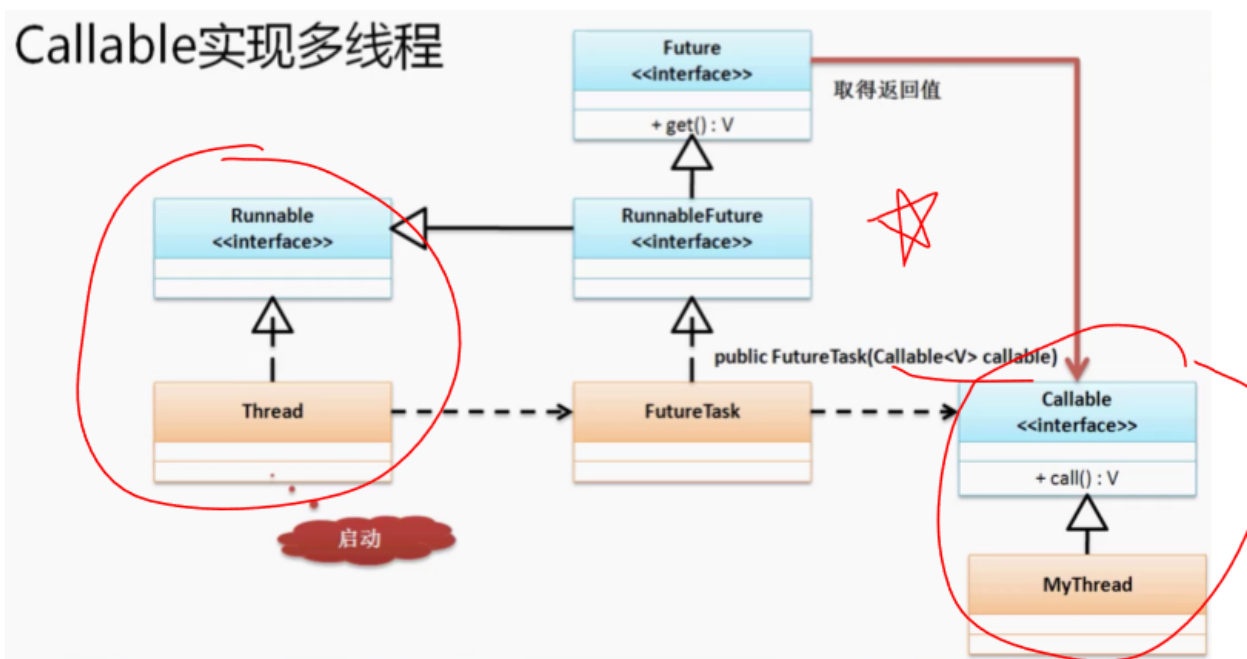 Callable实现多线程
Future
<<interface>>
+ get() : V
取得返回值
Runnable
<<interface>>
RunnableFuture
<<interface>>
public FutureTask(Callable<V> callable)
Thread
FutureTask
Callable
<<interface>>
+ call() : V
启动
MyThread